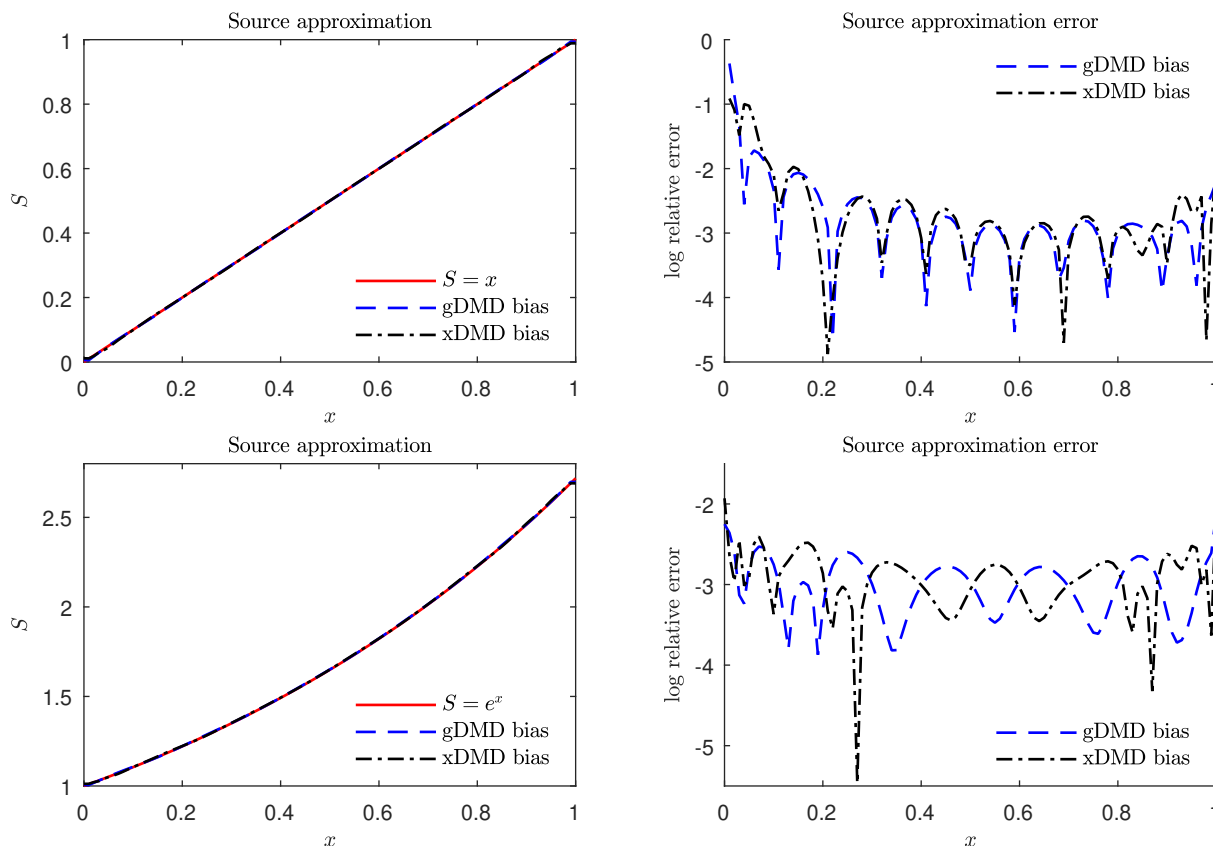 Source approximation
1
0.8
0.6
0.4
0.2
0
S
S = x
gDMD bias
xDMD bias
0 0.2 0.4 0.6 0.8 1
x
Source approximation error
0
-1
-2
-3
-4
-5
log relative error
gDMD bias
xDMD bias
0 0.2 0.4 0.6 0.8 1
x
Source approximation
2.5
2
1.5
1
S
S = e^x
gDMD bias
xDMD bias
0 0.2 0.4 0.6 0.8 1
x
Source approximation error
-2
-3
-4
-5
log relative error
gDMD bias
xDMD bias
0 0.2 0.4 0.6 0.8 1
x